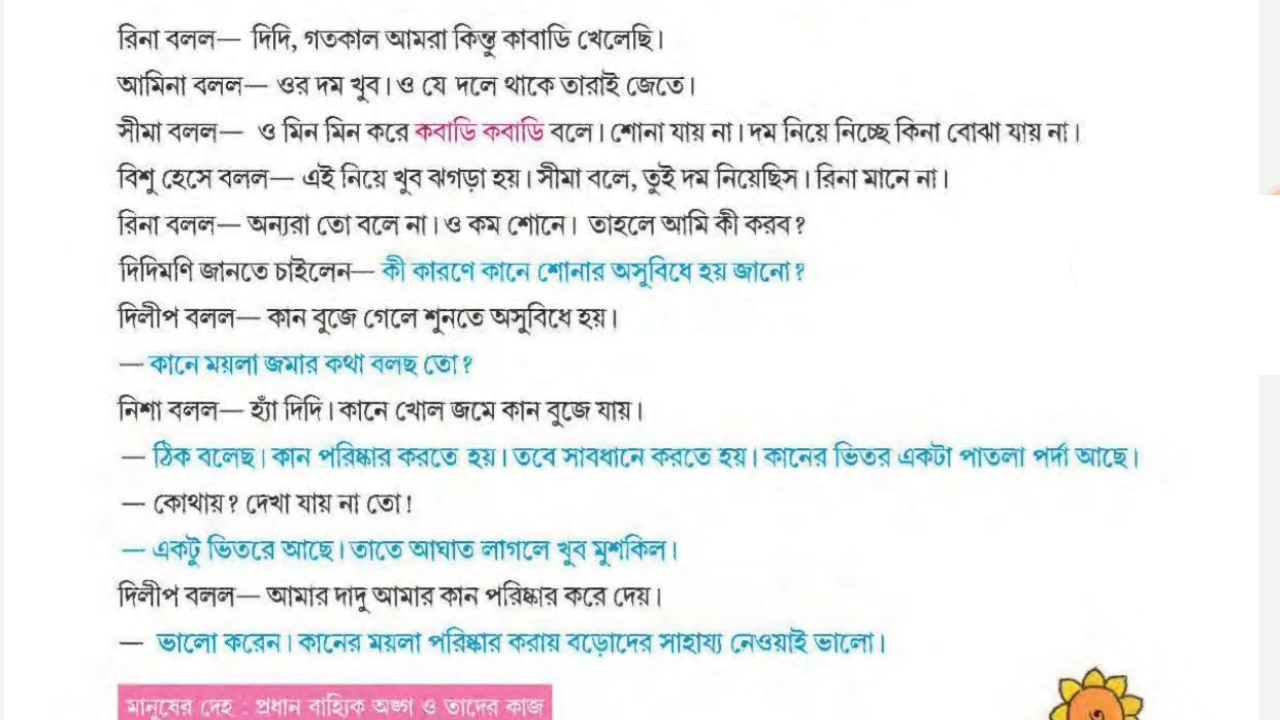 রিনা বলল— দিদি, গতকাল আমরা কিন্তু কাবাডি খেলেছি।
আমিনা বলল— ওর দম খুব। ও যে দলে থাকে তারাই জেতে।
সীমা বলল— ও মিন মিন করে কবাডি কবাডি বলে। শোনা যায় না। দম নিয়ে নিচ্ছে কিনা বোঝা যায় না।
বিশু হেসে বলল— এই নিয়ে খুব ঝগড়া হয়। সীমা বলে, তুই দম নিয়েছিস। রিনা মানে না।
রিনা বলল— অন্যরা তো বলে না। ও কম শোনে। তাহলে আমি কী করব?
দিদিমণি জানতে চাইলেন— কী কারণে কানে শোনার অসুবিধে হয় জানো?
দিলীপ বলল— কান বুজে গেলে শুনতে অসুবিধে হয়।
— কানে ময়লা জমার কথা বলছ তো?
নিশা বলল— হ্যাঁ দিদি। কানে খোল জমে কান বুজে যায়।
— ঠিক বলেছ। কান পরিষ্কার করতে হয়। তবে সাবধানে করতে হয়। কানের ভিতর একটা পাতলা পর্দা আছে।
— কোথায়? দেখা যায় না তো!
— একটু ভিতরে আছে। তাতে আঘাত লাগলে খুব মুশকিল।
দিলীপ বলল— আমার দাদু আমার কান পরিষ্কার করে দেয়।
— ভালো করেন। কানের ময়লা পরিষ্কার করায় বড়োদের সাহায্য নেওয়াই ভালো।
মানুষের দেহ : প্রধান বাহ্যিক অঙ্গ ও তাদের কাজ